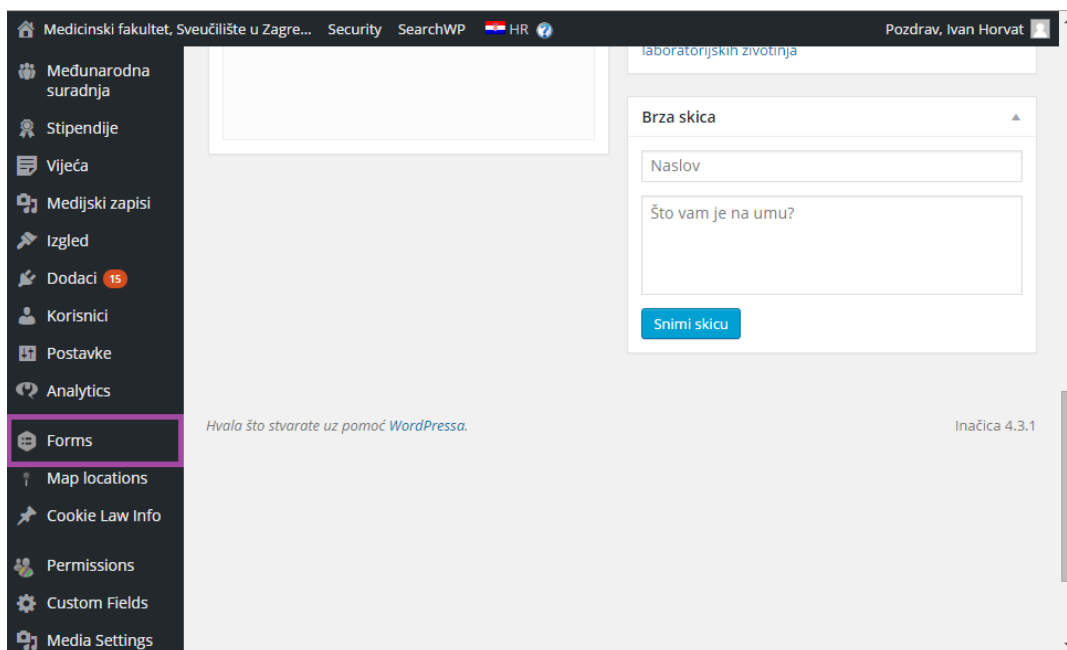 Medicinski fakultet, Sveučilište u Zagre... Security SearchWP HR ? Pozdrav, Ivan Horvat
Međunarodna
suradnja
Stipendije
Vijeća
Medijski zapisi
Izgled
Dodaci 15
Korisnici
Postavke
Analytics
Forms
Map locations
Cookie Law Info
Permissions
Custom Fields
Media Settings
laboratorijskih životinja
Brza skica
Naslov
Što vam je na umu?
Snimi skicu
Hvala što stvarate uz pomoć WordPressa.
Inačica 4.3.1